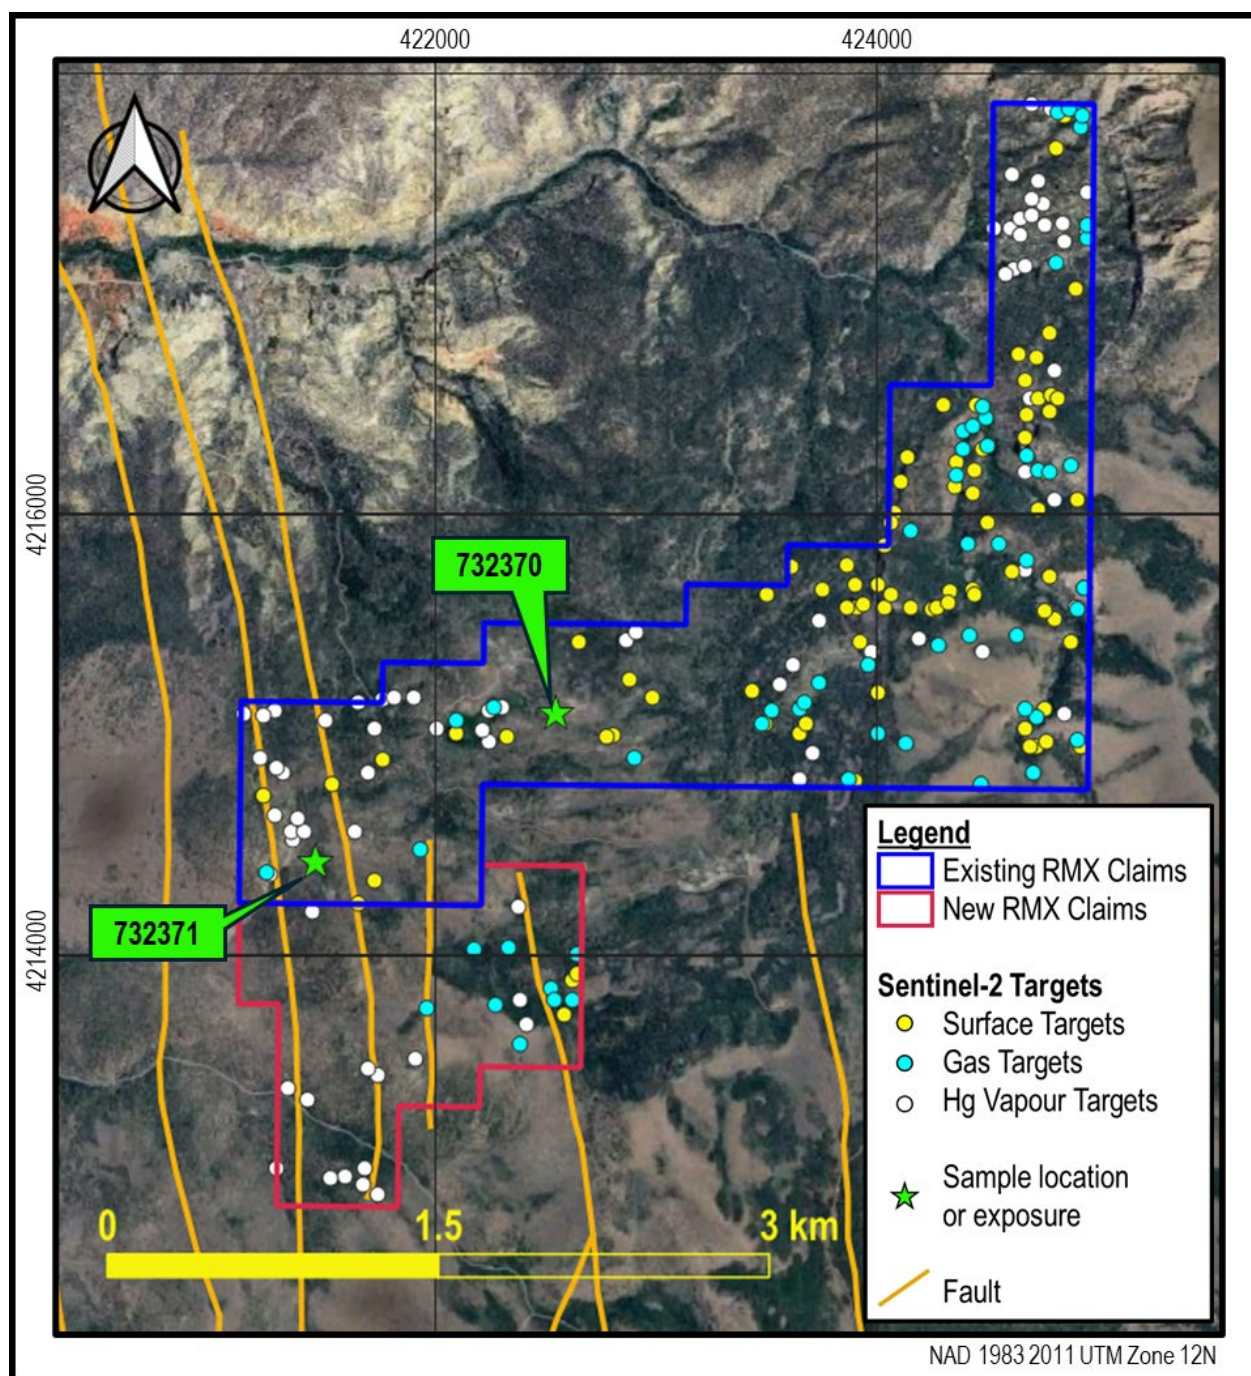 422000
424000
4216000
4214000
732370
732371
Legend
Existing RMX Claims
New RMX Claims
Sentinel-2 Targets
Surface Targets
Gas Targets
Hg Vapour Targets
Sample location
or exposure
Fault
0
1.5
3 km
NAD 1983 2011 UTM Zone 12N